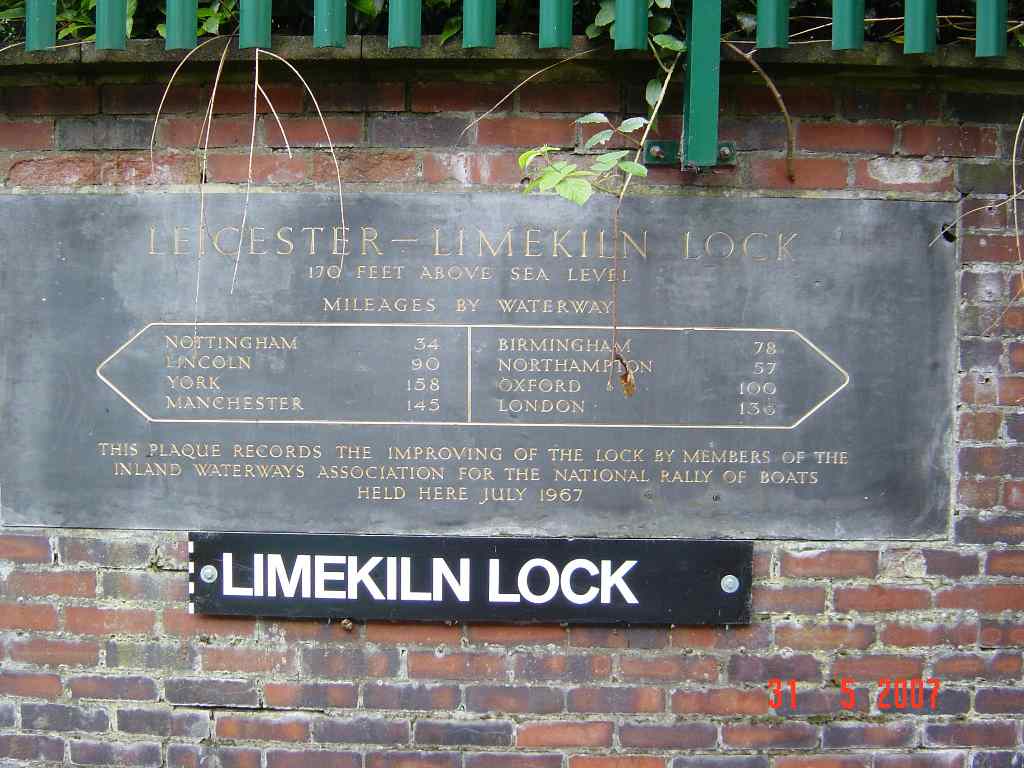 LEICESTER – LIMEKILN LOCK
170 FEET ABOVE SEA LEVEL
MILEAGES BY WATERWAY
NOTTINGHAM 34
LINCOLN 90
YORK 158
MANCHESTER 145
BIRMINGHAM 78
NORTHAMPTON 57
OXFORD 100
LONDON 136
THIS PLAQUE RECORDS THE IMPROVING OF THE LOCK BY MEMBERS OF THE
INLAND WATERWAYS ASSOCIATION FOR THE NATIONAL RALLY OF BOATS
HELD HERE JULY 1967
LIMEKILN LOCK
31 5 2007